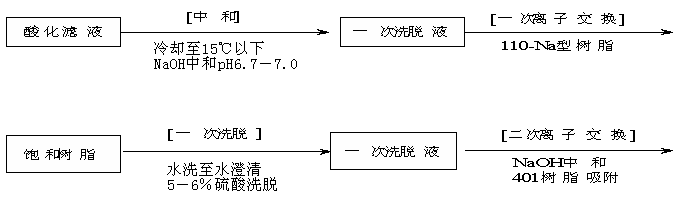 酸化滤液
[中 和]
冷却至15℃以下
NaOH中和pH6.7－7.0
一次洗脱 液
[一 次离子 交换]
110-Na型 树 脂
饱和树 脂
[一 次洗脱 ]
水洗至水澄清
5－6%硫酸洗脱
一次洗脱 液
[二次离子 交 换]
NaOH中 和
401树脂 吸附